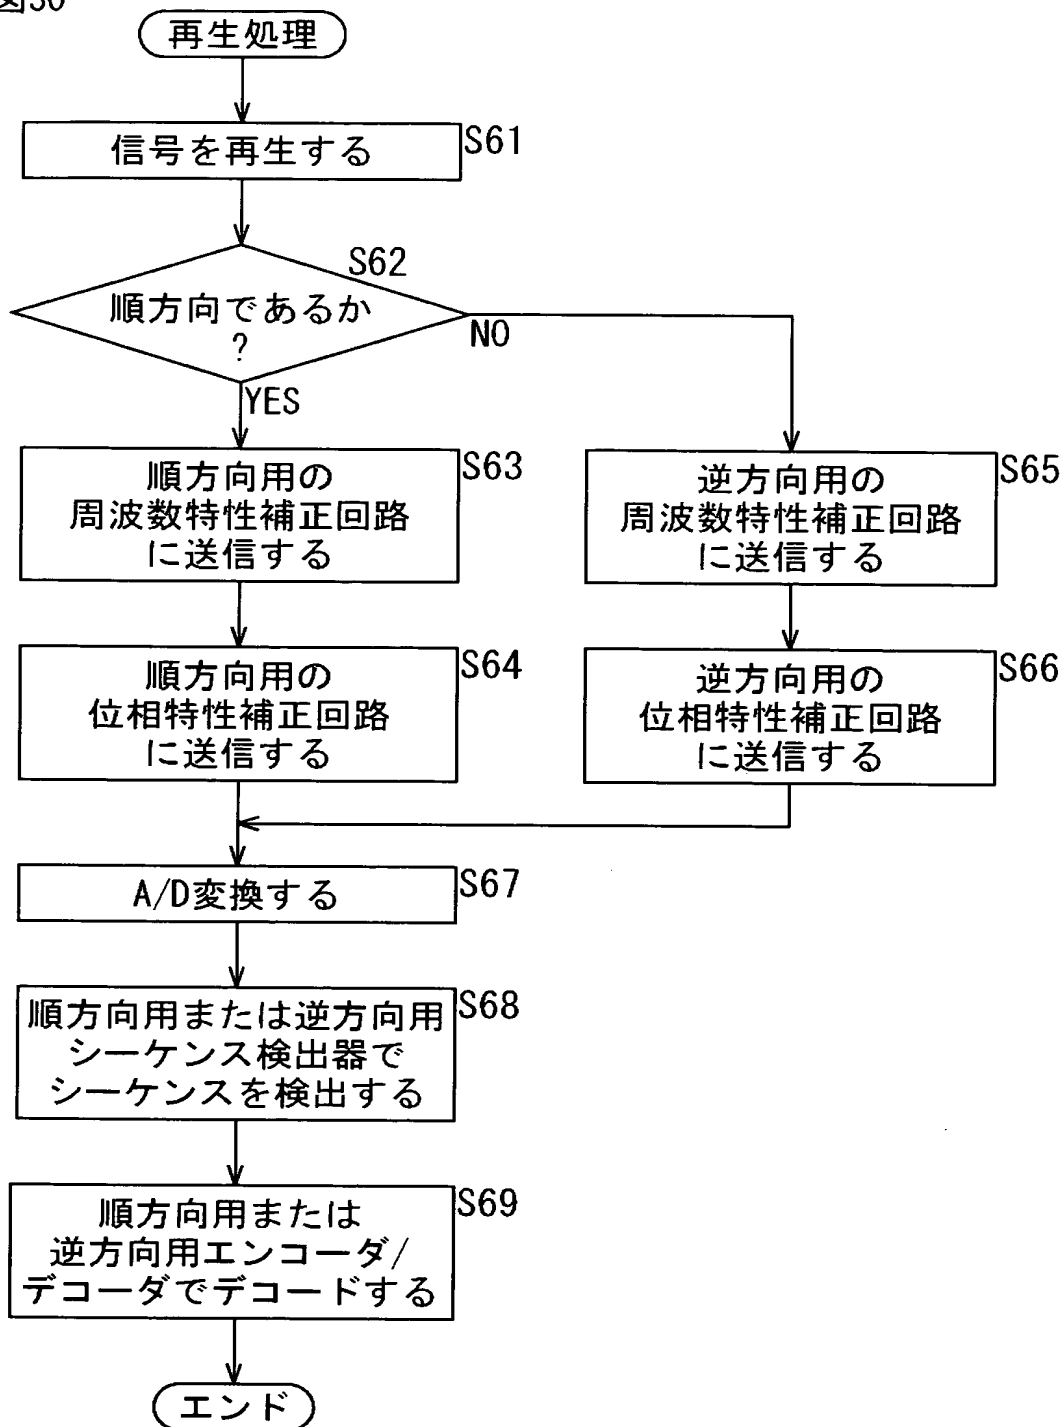 図30
再生処理
信号を再生する
S61
S62
順方向であるか
?
NO
YES
順方向用の
周波数特性補正回路
に送信する
S63
逆方向用の
周波数特性補正回路
に送信する
S65
順方向用の
位相特性補正回路
に送信する
S64
逆方向用の
位相特性補正回路
に送信する
S66
A/D変換する
S67
順方向用または逆方向用
シーケンス検出器で
シーケンスを検出する
S68
順方向用または
逆方向用エンコーダ/
デコーダでデコードする
S69
エンド